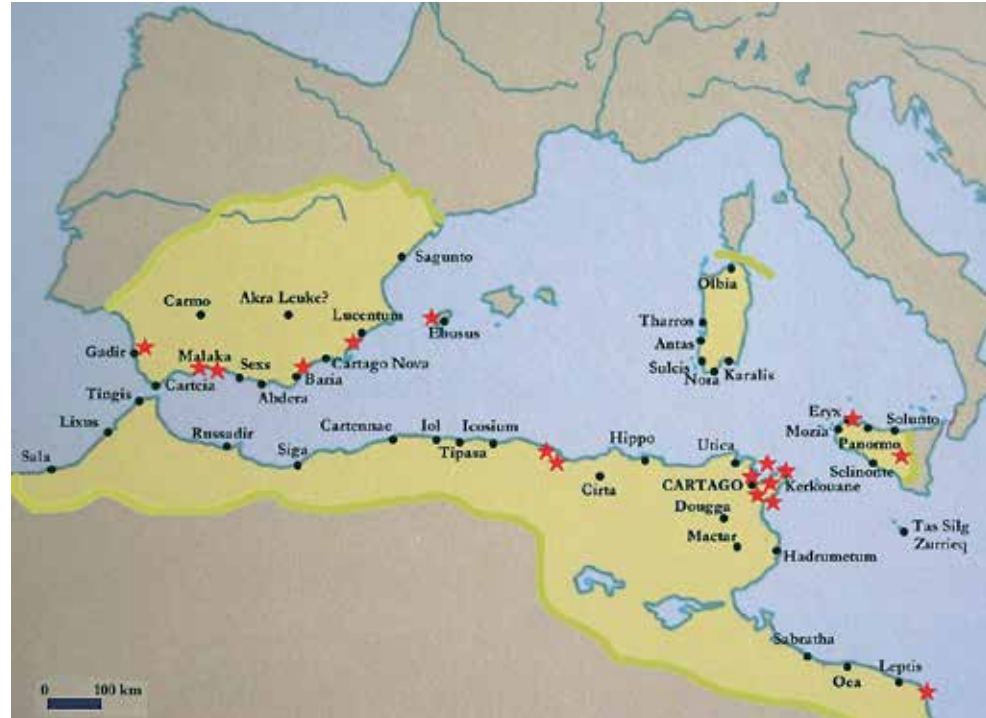 Sagunto
Carmo
Akra Leuke?
Lucentum
Ebusus
Olbia
Tharros
Antas
Sulcis
Nora
Karalis
Gadir
Malaka
Sexs
Baria
Cartago Nova
Abdera
Carteia
Tingis
Lixus
Sala
Russadir
Siga
Cartennae
Iol
Icosium
Tipasa
Hippo
Utica
Cirta
CARTAGO
Kerkouane
Dougga
Mactar
Hadrumetum
Eryx
Mozia
Solunto
Panormo
Selinonte
Tas Silg
Zurrieq
Sabratha
Oea
Leptis
0 100 km